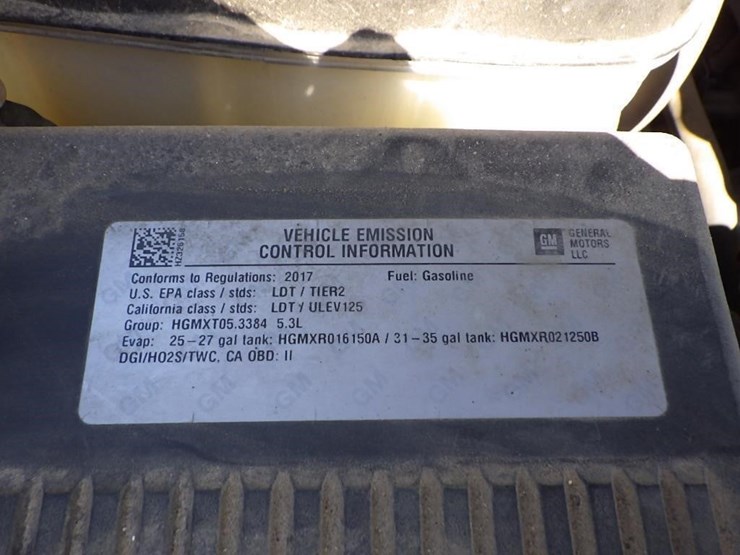 VEHICLE EMISSION
CONTROL INFORMATION
GM
GENERAL
MOTORS
LLC
Conforms to Regulations: 2017 Fuel: Gasoline
U.S. EPA class / stds: LDT / TIER2
California class / stds: LDT / ULEV125
Group: HGMXT05.3384 5.3L
Evap: 25-27 gal tank: HGMXR016150A / 31-35 gal tank: HGMXR021250B
DGI/HO2S/TWC, CA OBD: II